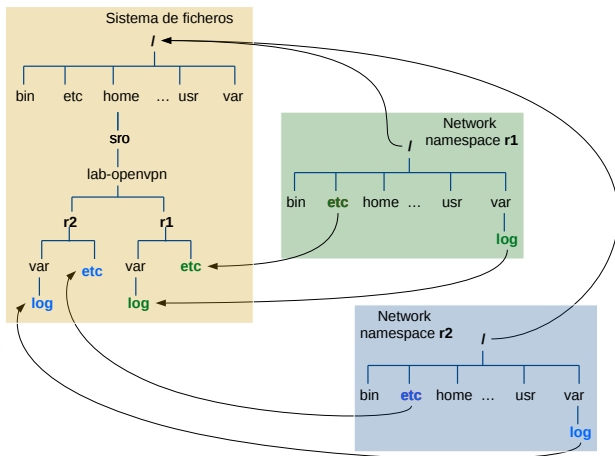 Sistema de ficheros
/
bin etc home ... usr var
sro
lab-openvpn
r2 r1
var etc var etc
log log
Network
namespace r1
/
bin etc home ... usr var
log
Network
namespace r2
/
bin etc home ... usr var
log